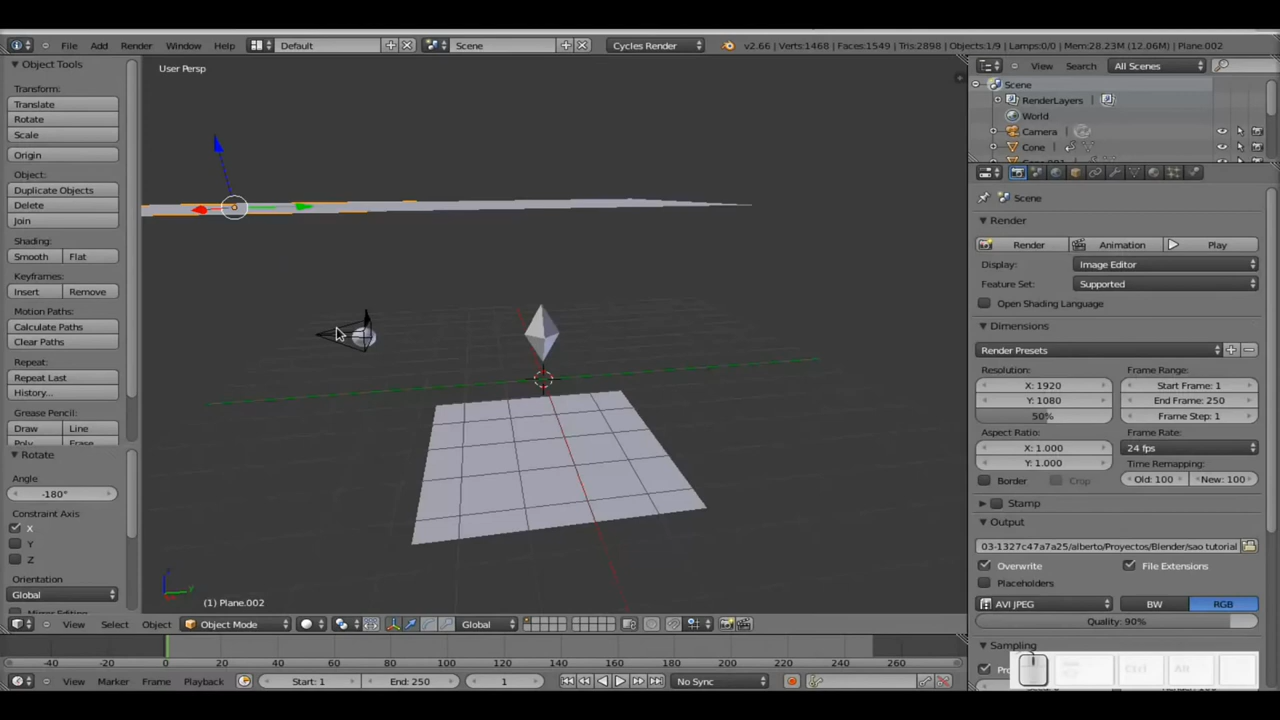 File Add Render Window Help Default Scene Cycles Render v2.66 | Verts:1468 | Faces:1549 | Tris:2898 | Objects:1/9 | Lamps:0/0 | Mem:28.23M (12.06M) | Plane.002
Object Tools
User Persp
View Search All Scenes
Scene
RenderLayers
World
Camera
Cone
Transform:
Translate
Rotate
Scale
Origin
Object:
Duplicate Objects
Delete
Join
Shading:
Smooth Flat
Keyframes:
Insert Remove
Motion Paths:
Calculate Paths
Clear Paths
Repeat:
Repeat Last
History...
Grease Pencil:
Draw Line
Poly Erase
Rotate
Angle
-180°
Constraint Axis
X
Y
Z
Orientation
Global
(1) Plane.002
Scene
Render
Render Animation Play
Display: Image Editor
Feature Set: Supported
Open Shading Language
Dimensions
Render Presets
Resolution: Frame Range:
X: 1920 Start Frame: 1
Y: 1080 End Frame: 250
50% Frame Step: 1
Aspect Ratio: Frame Rate:
X: 1.000 24 fps
Y: 1.000 Time Remapping:
Border Crop Old: 100 New: 100
Stamp
Output
03-1327c47a7a25/alberto/Proyectos/Blender/sao tutorial
Overwrite File Extensions
Placeholders
AVI JPEG BW RGB
Quality: 90%
Sampling
Ctrl Alt
View Select Object Object Mode Global
-40 -20 0 20 40 60 80 100 120 140 160 180 200 220 240 260
View Marker Frame Playback Start: 1 End: 250 1 No Sync